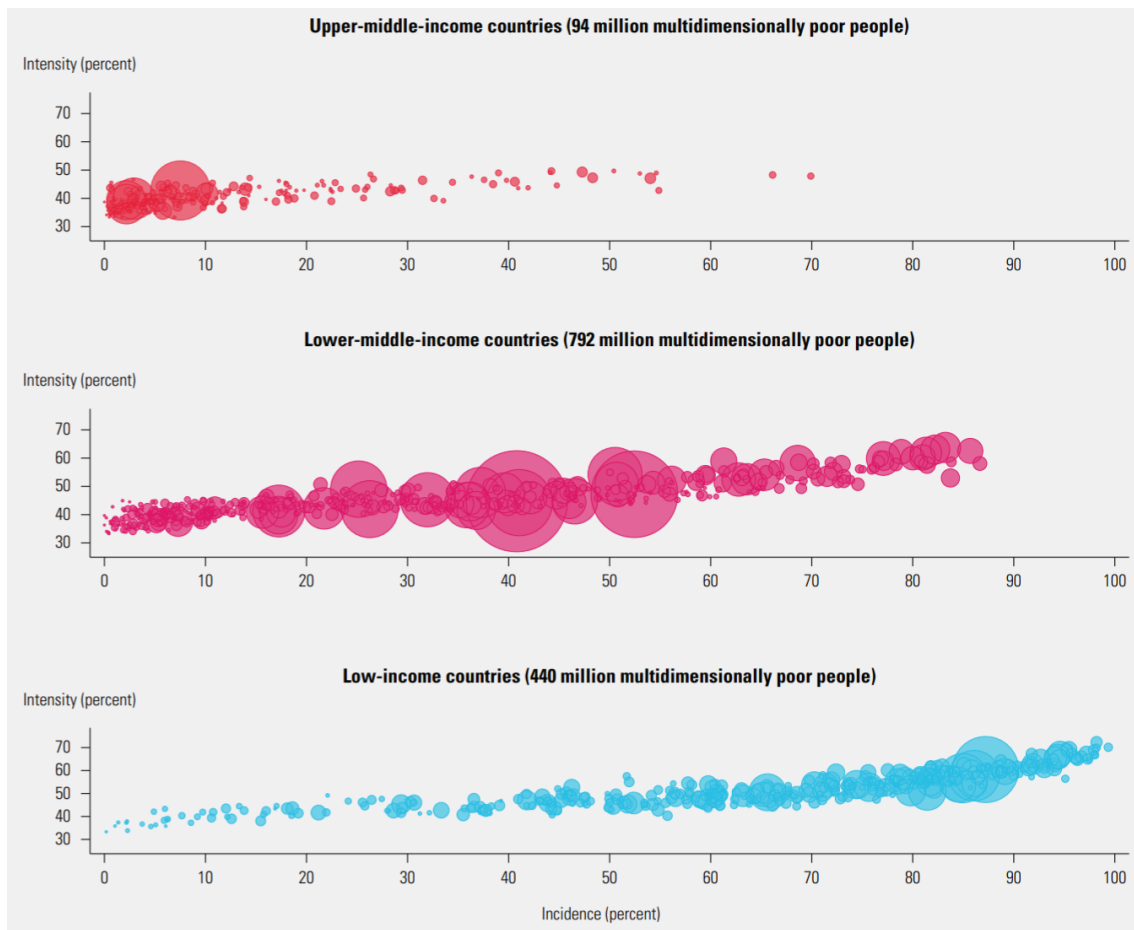 Upper-middle-income countries (94 million multidimensionally poor people)
Intensity (percent)
70
60
50
40
30
0 10 20 30 40 50 60 70 80 90 100
Lower-middle-income countries (792 million multidimensionally poor people)
Intensity (percent)
70
60
50
40
30
0 10 20 30 40 50 60 70 80 90 100
Low-income countries (440 million multidimensionally poor people)
Intensity (percent)
70
60
50
40
30
0 10 20 30 40 50 60 70 80 90 100
Incidence (percent)